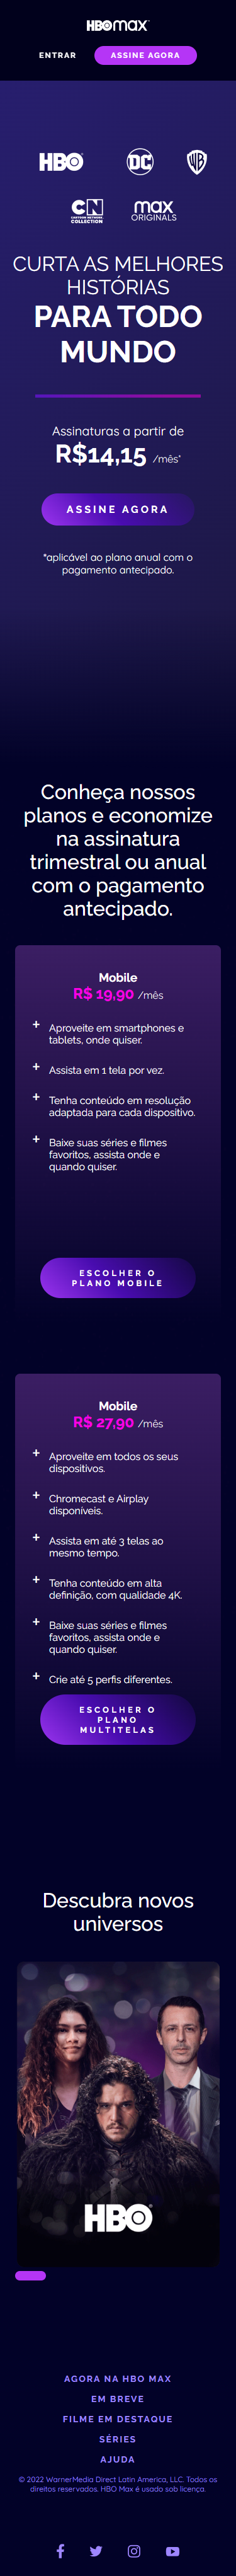 HBOmax
ENTRAR
ASSINE AGORA
HBO
DC
WB
CN
CARTOON NETWORK
COLLECTION
max
ORIGINALS
CURTA AS MELHORES
HISTÓRIAS
PARA TODO
MUNDO
Assinaturas a partir de
R$14,15 /mês*
ASSINE AGORA
*aplicável ao plano anual com o
pagamento antecipado.
Conheça nossos
planos e economize
na assinatura
trimestral ou anual
com o pagamento
antecipado.
Mobile
R$ 19,90 /mês
+ Aproveite em smartphones e
tablets, onde quiser.
+ Assista em 1 tela por vez.
+ Tenha conteúdo em resolução
adaptada para cada dispositivo.
+ Baixe suas séries e filmes
favoritos, assista onde e
quando quiser.
ESCOLHER O
PLANO MOBILE
Mobile
R$ 27,90 /mês
+ Aproveite em todos os seus
dispositivos.
+ Chromecast e Airplay
disponíveis.
+ Assista em até 3 telas ao
mesmo tempo.
+ Tenha conteúdo em alta
definição, com qualidade 4K.
+ Baixe suas séries e filmes
favoritos, assista onde e
quando quiser.
+ Crie até 5 perfis diferentes.
ESCOLHER O
PLANO
MULTITELAS
Descubra novos
universos
HBO
AGORA NA HBO MAX
EM BREVE
FILME EM DESTAQUE
SÉRIES
AJUDA
© 2022 WarnerMedia Direct Latin America, LLC. Todos os
direitos reservados. HBO Max é usado sob licença.